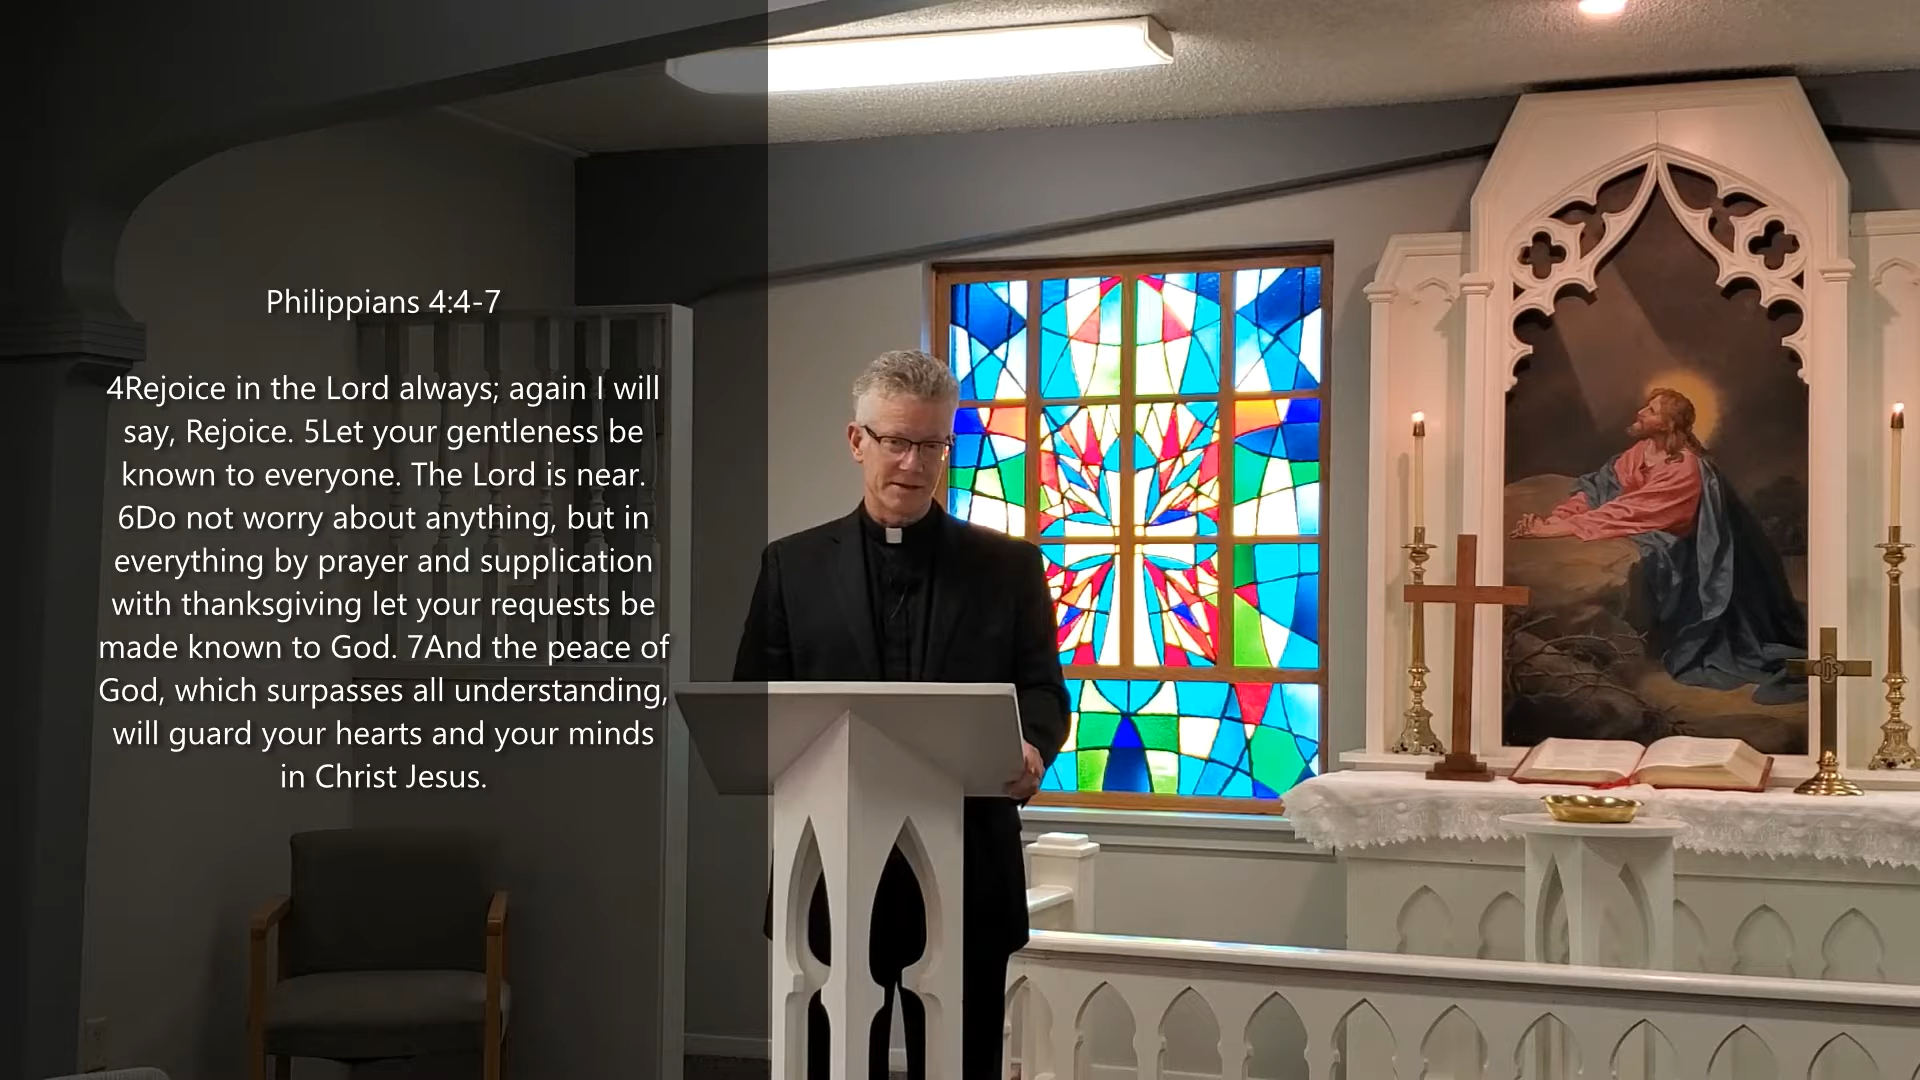 Philippians 4:4-7
4Rejoice in the Lord always; again I will
say, Rejoice. 5Let your gentleness be
known to everyone. The Lord is near.
6Do not worry about anything, but in
everything by prayer and supplication
with thanksgiving let your requests be
made known to God. 7And the peace of
God, which surpasses all understanding,
will guard your hearts and your minds
in Christ Jesus.
IHS